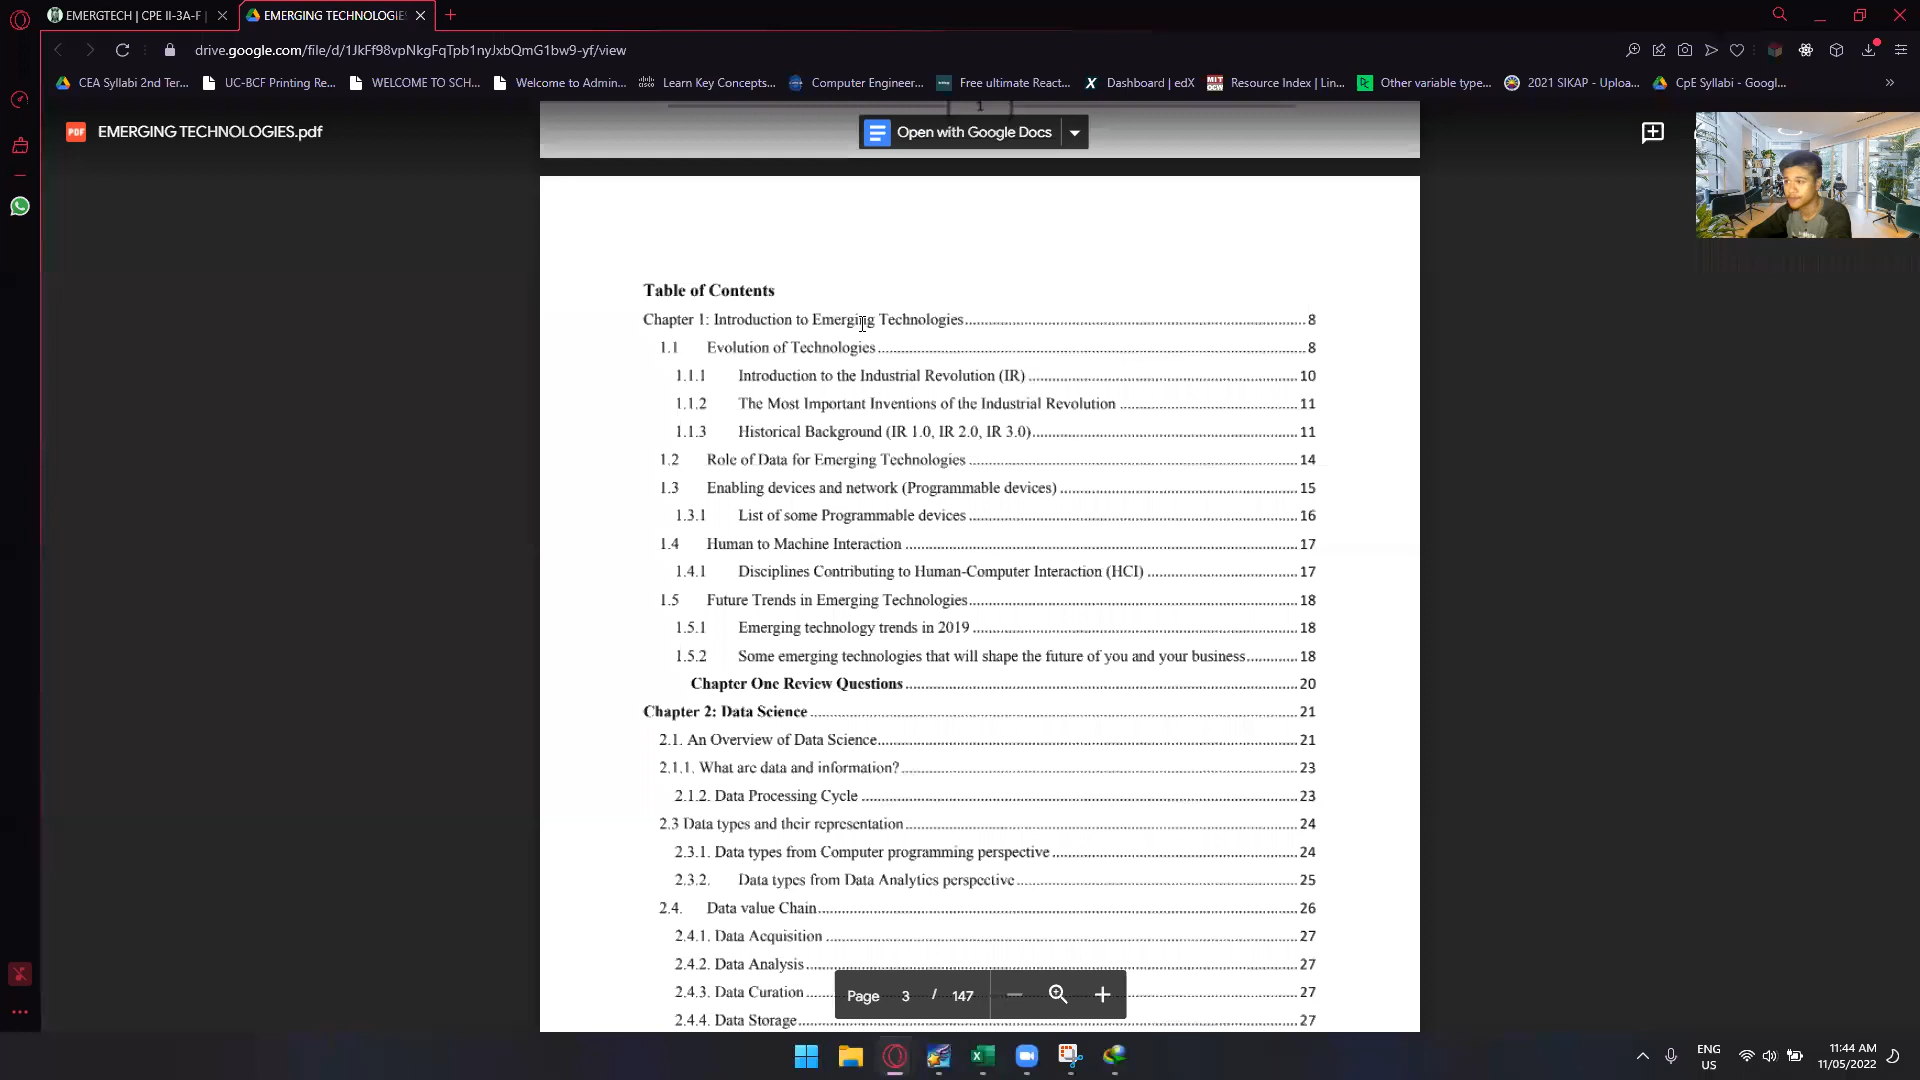 EMERGTECH | CPE II-3A-F |
EMERGING TECHNOLOGIES
drive.google.com/file/d/1JkFf98vpNkgFqTpb1nyJxbQmG1bw9-yf/view
CEA Syllabi 2nd Ter...
UC-BCF Printing Re...
WELCOME TO SCH...
Welcome to Admin...
Learn Key Concepts...
Computer Engineer...
Free ultimate React...
Dashboard | edX
Resource Index | Lin...
Other variable type...
2021 SIKAP - Uploa...
CpE Syllabi - Googl...
1
PDF EMERGING TECHNOLOGIES.pdf
Open with Google Docs
Table of Contents
Chapter 1: Introduction to Emerging Technologies 8
1.1 Evolution of Technologies 8
1.1.1 Introduction to the Industrial Revolution (IR) 10
1.1.2 The Most Important Inventions of the Industrial Revolution 11
1.1.3 Historical Background (IR 1.0, IR 2.0, IR 3.0) 11
1.2 Role of Data for Emerging Technologies 14
1.3 Enabling devices and network (Programmable devices) 15
1.3.1 List of some Programmable devices 16
1.4 Human to Machine Interaction 17
1.4.1 Disciplines Contributing to Human-Computer Interaction (HCI) 17
1.5 Future Trends in Emerging Technologies 18
1.5.1 Emerging technology trends in 2019 18
1.5.2 Some emerging technologies that will shape the future of you and your business 18
Chapter One Review Questions 20
Chapter 2: Data Science 21
2.1. An Overview of Data Science 21
2.1.1. What are data and information? 23
2.1.2. Data Processing Cycle 23
2.3 Data types and their representation 24
2.3.1. Data types from Computer programming perspective 24
2.3.2. Data types from Data Analytics perspective 25
2.4. Data value Chain 26
2.4.1. Data Acquisition 27
2.4.2. Data Analysis 27
2.4.3. Data Curation 27
2.4.4. Data Storage 27
Page 3 / 147
ENG
US
11:44 AM
11/05/2022